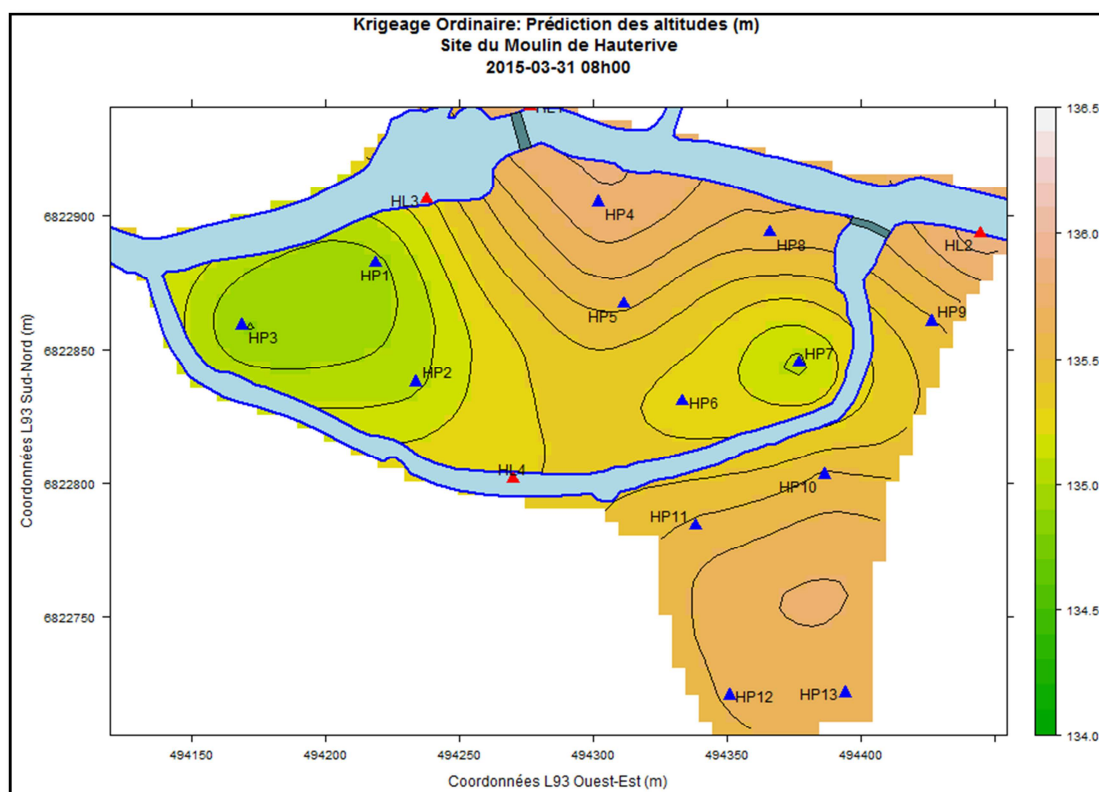 Krigeage Ordinaire: Prédiction des altitudes (m)
Site du Moulin de Hauterive
2015-03-31 08h00
136.5
136.0
135.5
135.0
134.5
134.0
6822900
6822850
6822800
6822750
Coordonnées L93 Sud-Nord (m)
HL3
HP4
HP8
HL2
HP1
HP5
HP9
HP3
HP7
HP2
HP6
HL4
HP10
HP11
HP12
HP13
494150
494200
494250
494300
494350
494400
Coordonnées L93 Ouest-Est (m)